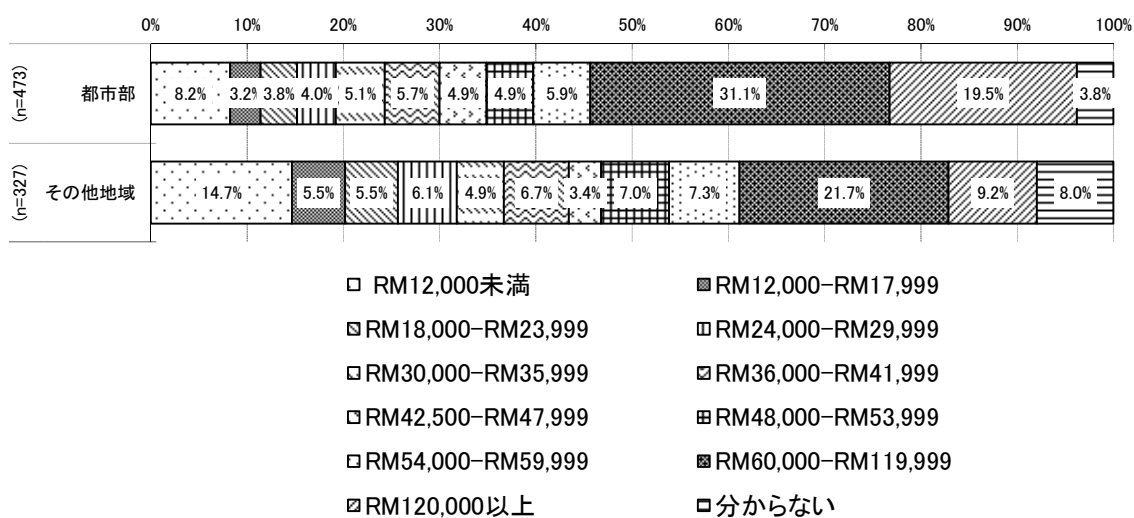 0% 10% 20% 30% 40% 50% 60% 70% 80% 90% 100%
(n=473) 都市部 8.2% 3.2% 3.8% 4.0% 5.1% 5.7% 4.9% 4.9% 5.9% 31.1% 19.5% 3.8%
(n=327) その他地域 14.7% 5.5% 5.5% 6.1% 4.9% 6.7% 3.4% 7.0% 7.3% 21.7% 9.2% 8.0%
RM12,000未満 RM12,000-RM17,999
RM18,000-RM23,999 RM24,000-RM29,999
RM30,000-RM35,999 RM36,000-RM41,999
RM42,500-RM47,999 RM48,000-RM53,999
RM54,000-RM59,999 RM60,000-RM119,999
RM120,000以上 分からない